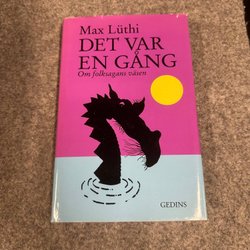 Max Lüthi
DET VAR
EN GÅNG
Om folksagans väsen
GEDINS